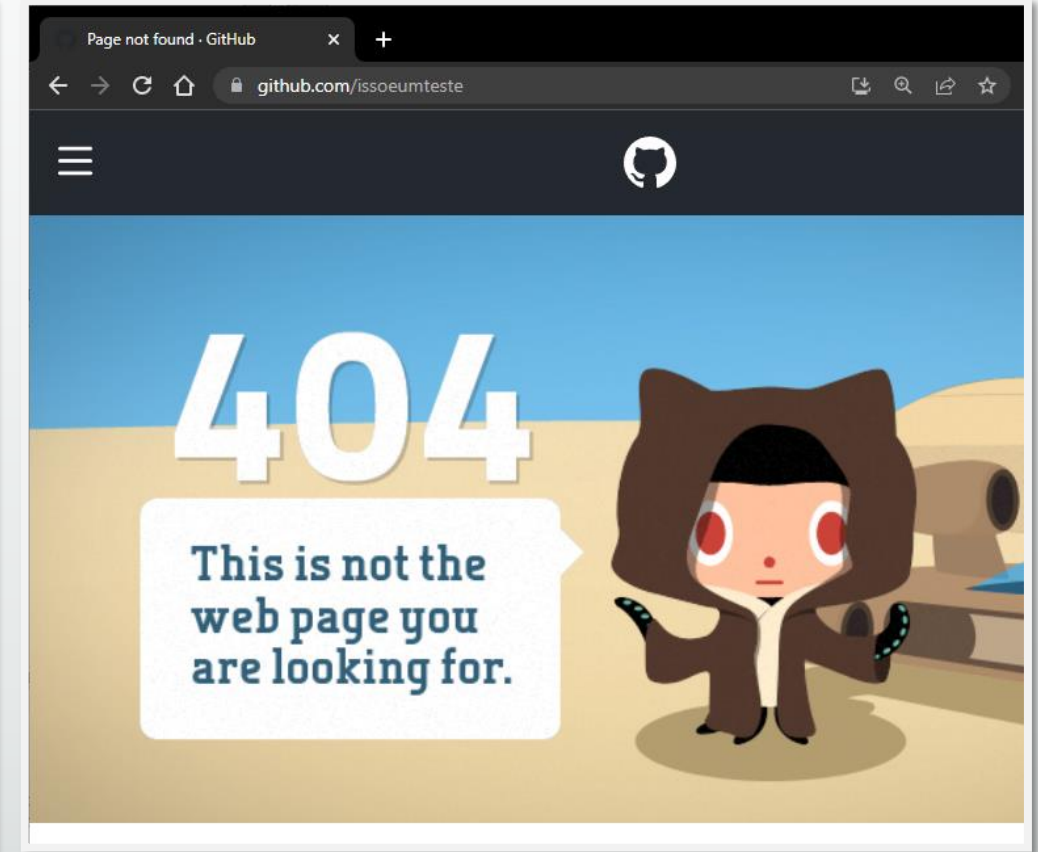 Page not found · GitHub
github.com/issoeumteste
404
This is not the
web page you
are looking for.